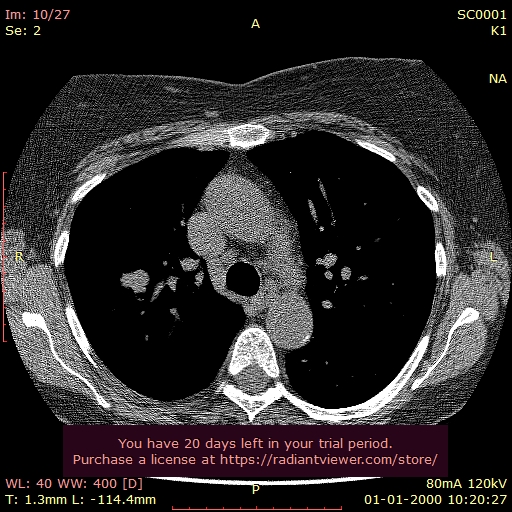 Im: 10/27
Se: 2
A
SC0001
K1
NA
R
L
You have 20 days left in your trial period.
Purchase a license at https://radiantviewer.com/store/
WL: 40 WW: 400 [D]
T: 1.3mm L: -114.4mm
P
80mA 120kV
01-01-2000 10:20:27